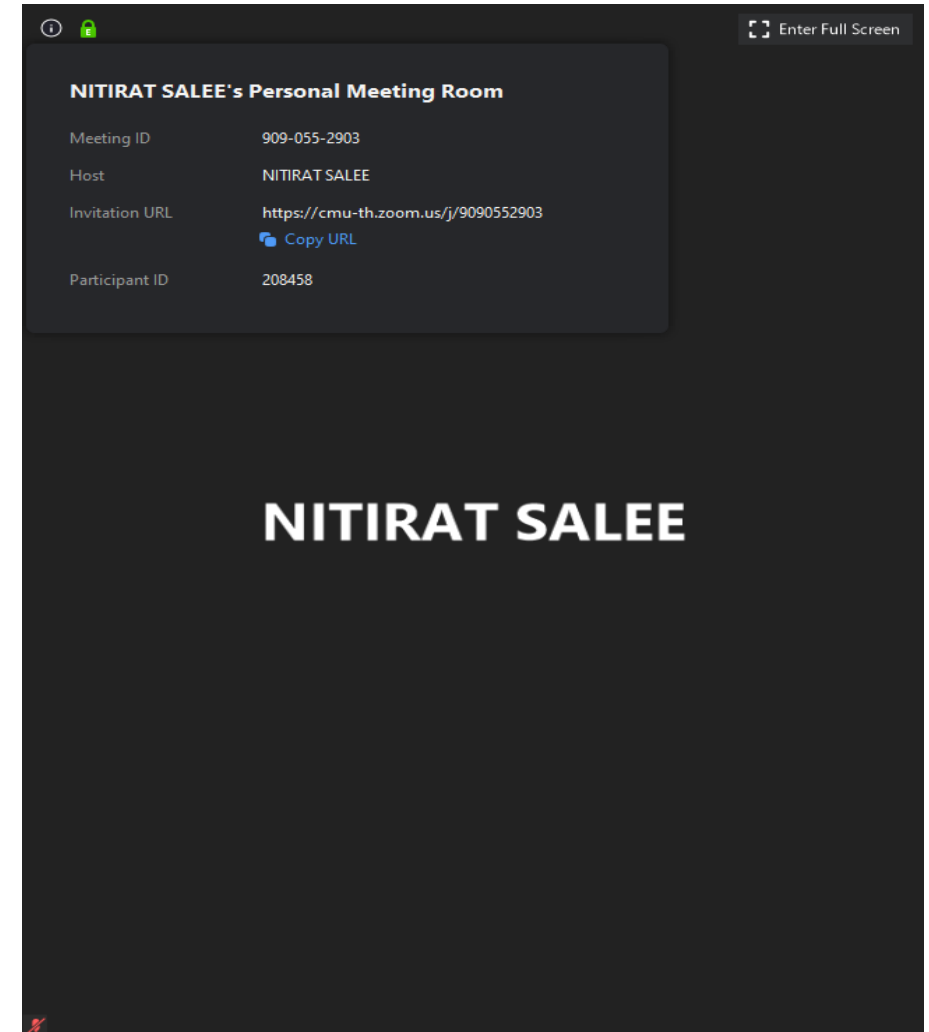 Enter Full Screen
NITIRAT SALEE's Personal Meeting Room
Meeting ID 909-055-2903
Host NITIRAT SALEE
Invitation URL https://cmu-th.zoom.us/j/9090552903
Copy URL
Participant ID 208458
NITIRAT SALEE